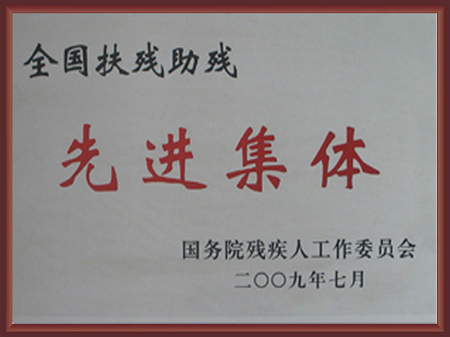 全国扶残助残
先进集体
国务院残疾人工作委员会
二〇〇九年七月